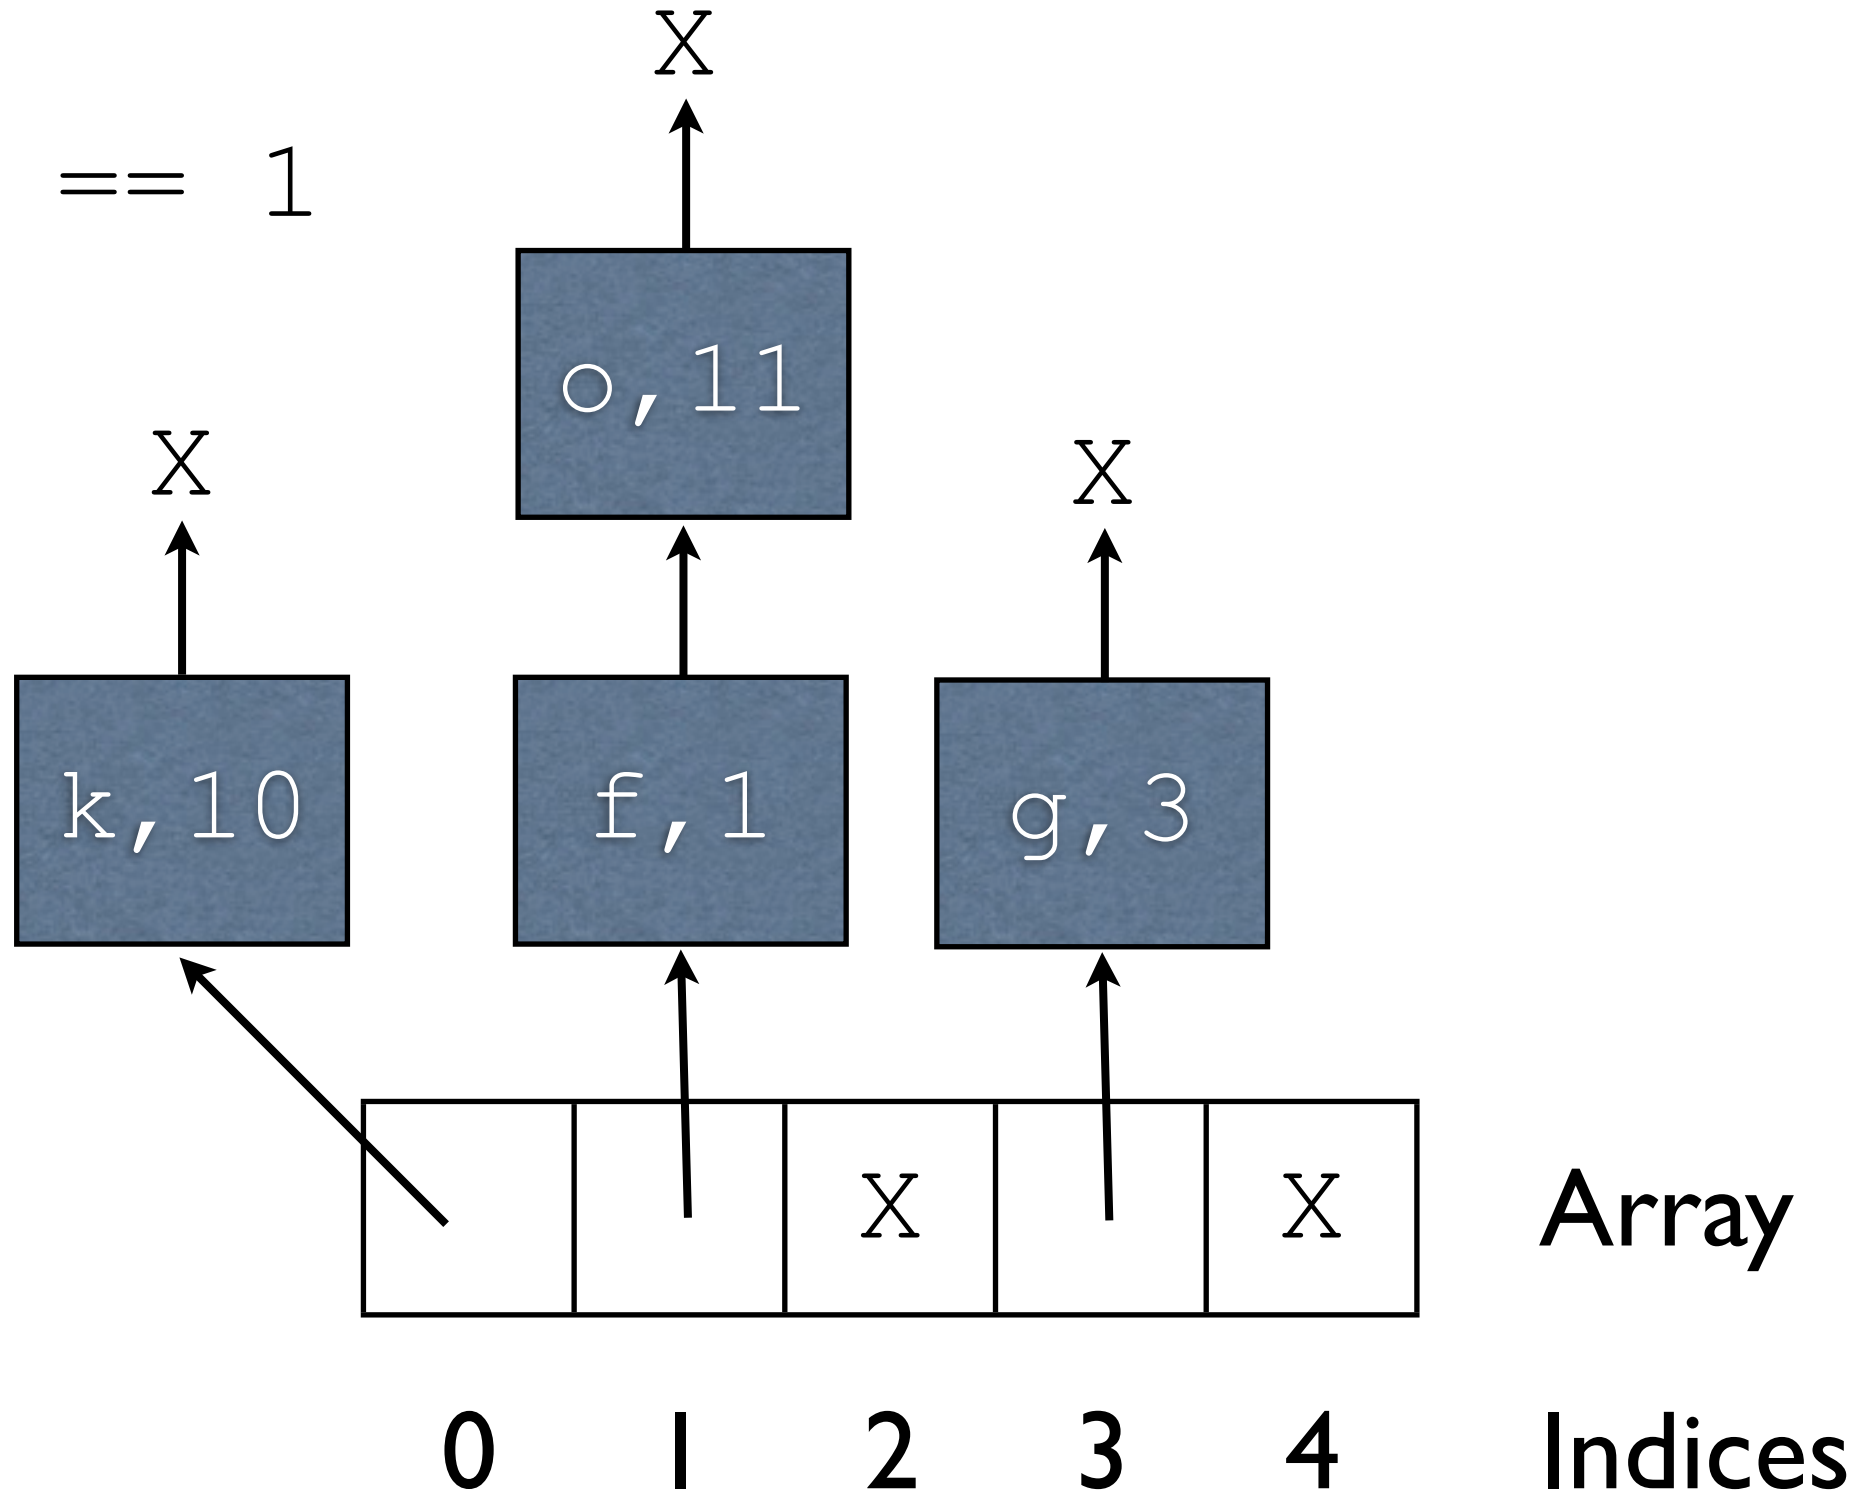 X
== 1
o,11
X
X
k,10
f,1
g,3
X
X
Array
0 1 2 3 4 Indices